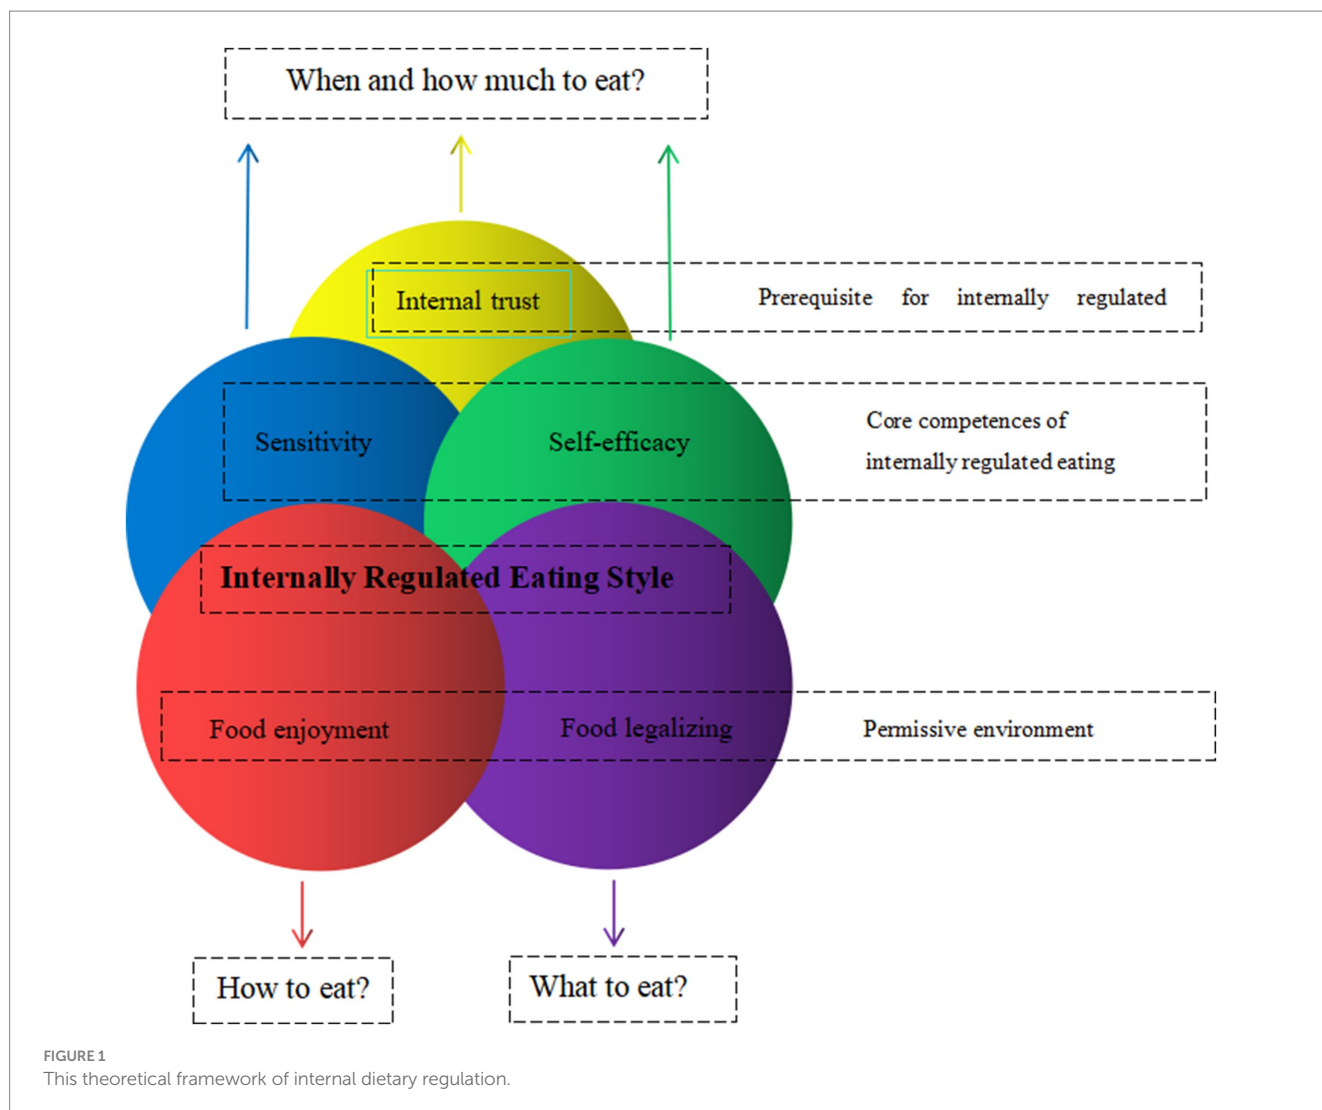 When and how much to eat?
Internal trust
Prerequisite for internally regulated
Sensitivity
Self-efficacy
Core competences of
internally regulated eating
Internally Regulated Eating Style
Food enjoyment
Food legalizing
Permissive environment
How to eat?
What to eat?
FIGURE 1
This theoretical framework of internal dietary regulation.